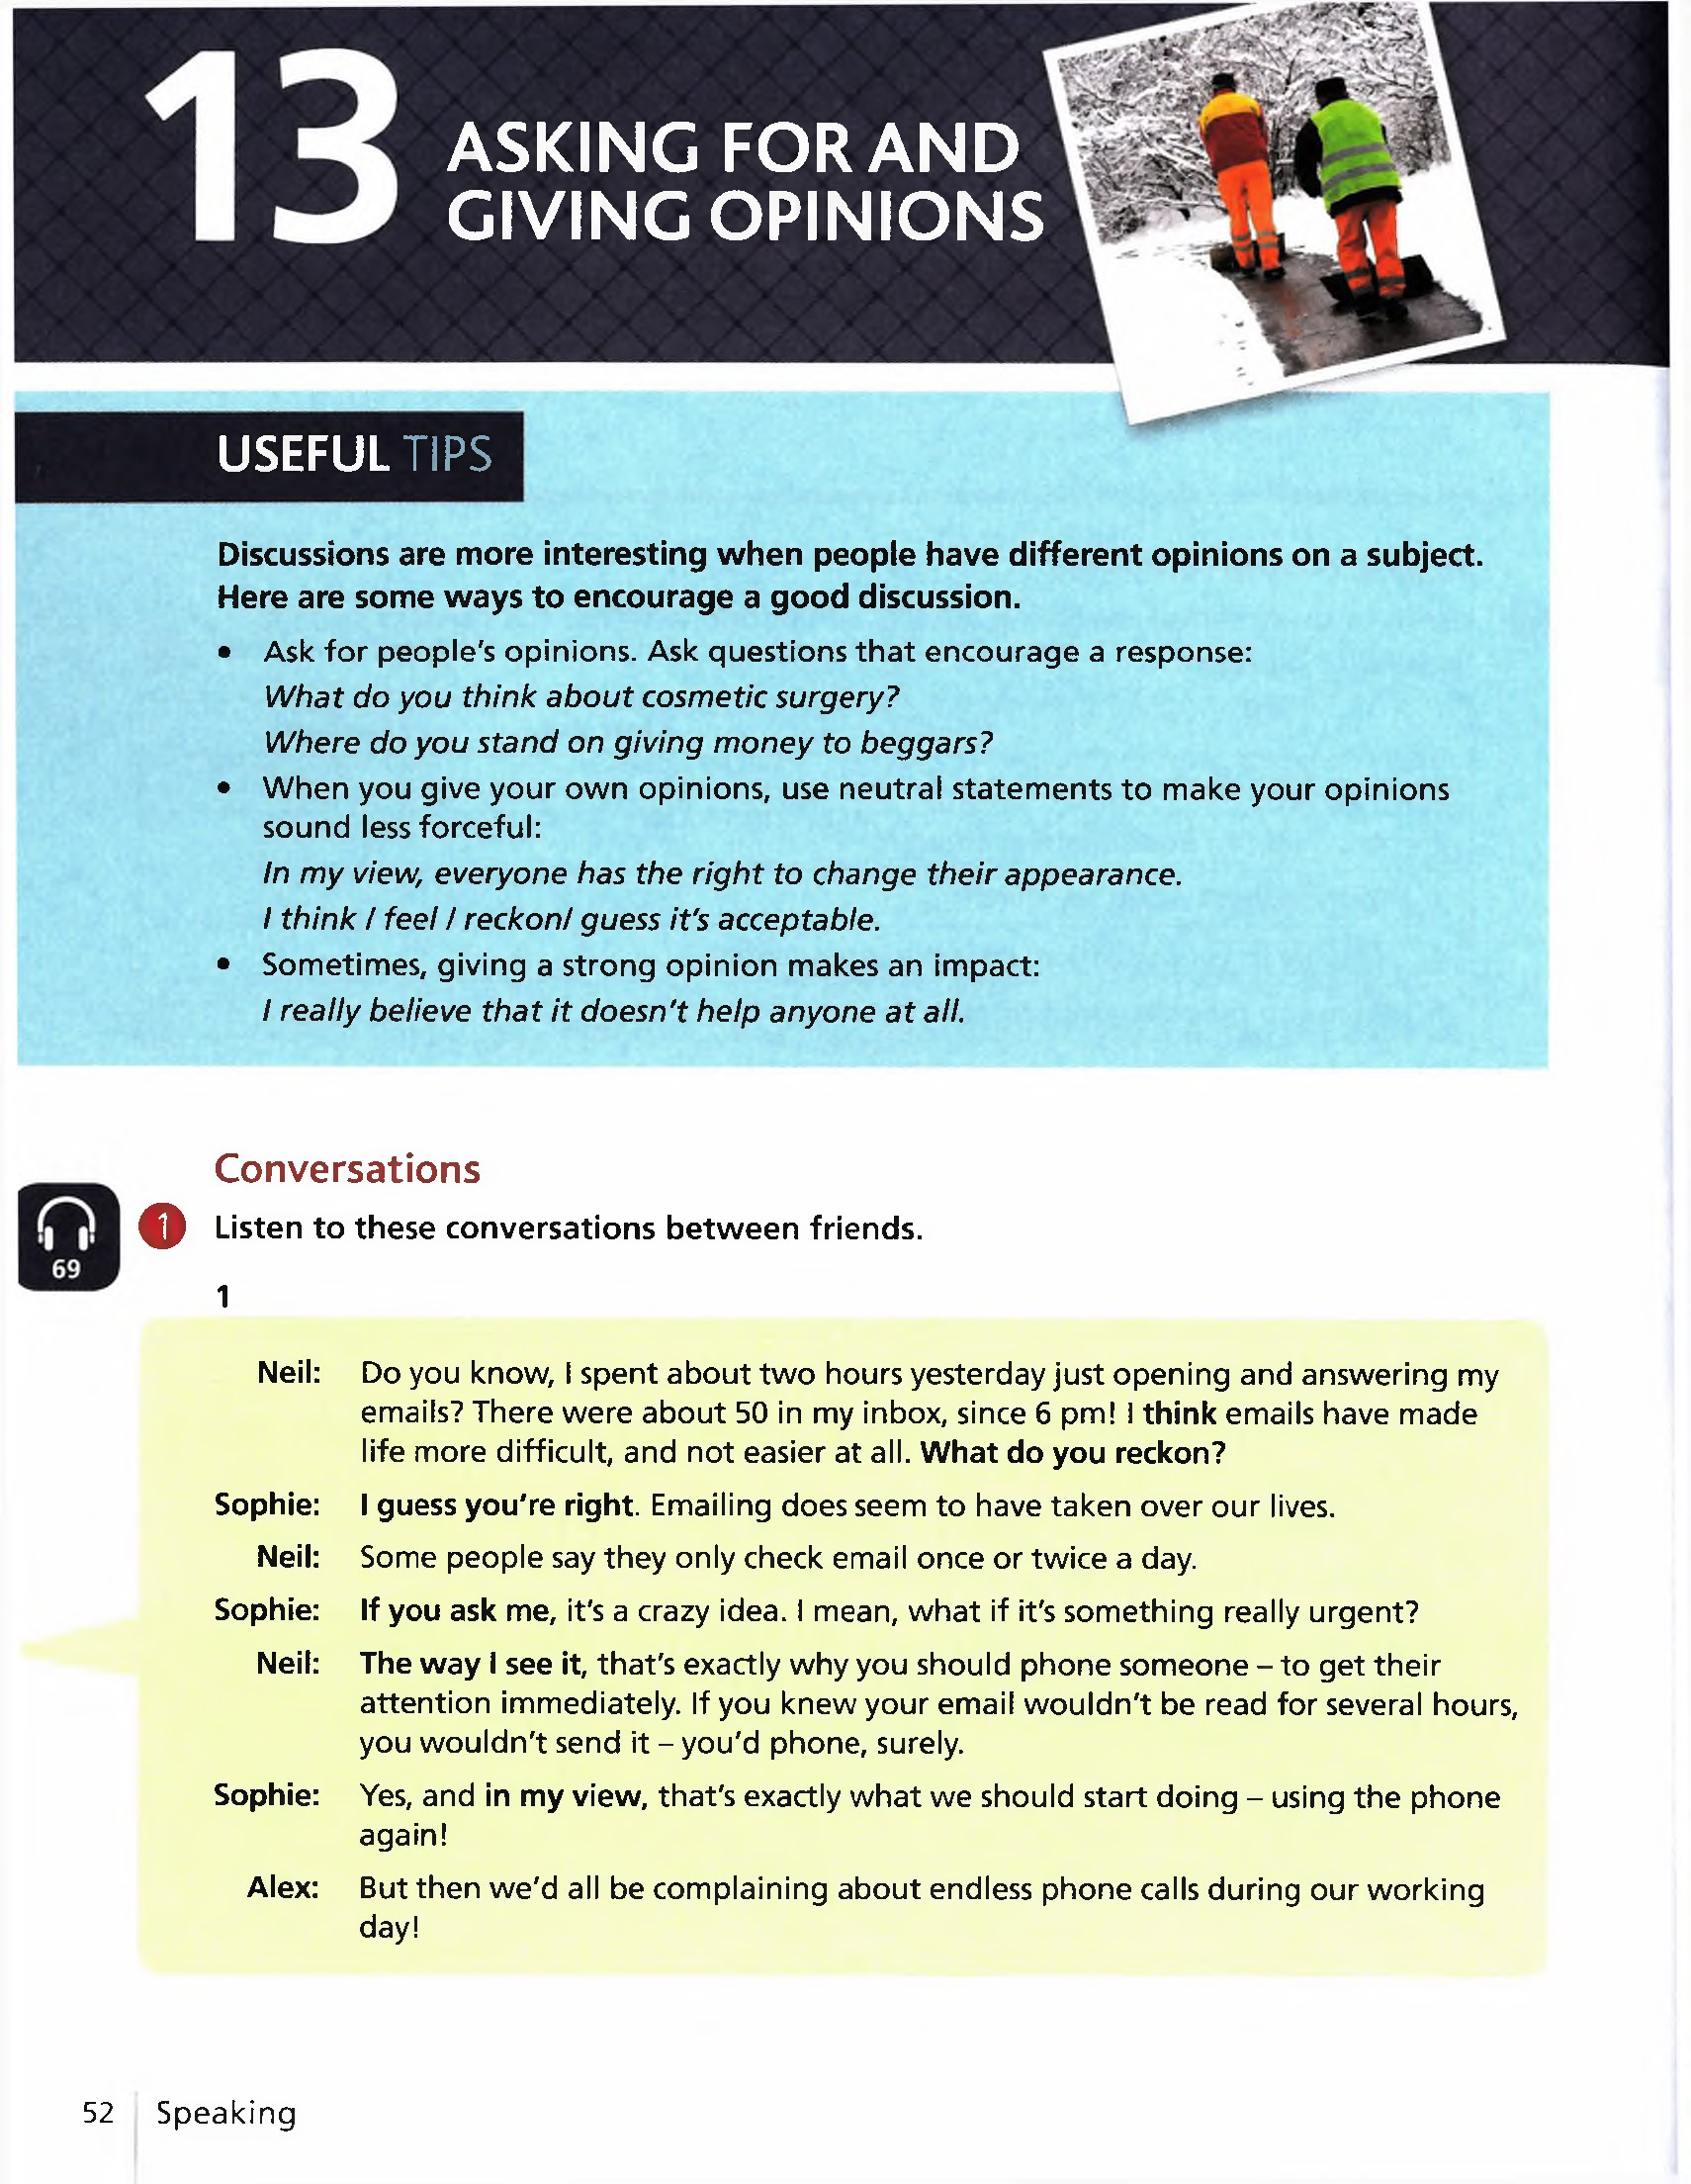 13
ASKING FOR AND
GIVING OPINIONS
USEFUL TIPS
Discussions are more interesting when people have different opinions on a subject.
Here are some ways to encourage a good discussion.
• Ask for people's opinions. Ask questions that encourage a response:
What do you think about cosmetic surgery?
Where do you stand on giving money to beggars?
• When you give your own opinions, use neutral statements to make your opinions
sound less forceful:
In my view, everyone has the right to change their appearance.
I think / feel / reckon/ guess it's acceptable.
• Sometimes, giving a strong opinion makes an impact:
I really believe that it doesn't help anyone at all.
Conversations
69
1 Listen to these conversations between friends.
1
Neil: Do you know, I spent about two hours yesterday just opening and answering my
emails? There were about 50 in my inbox, since 6 pm! I think emails have made
life more difficult, and not easier at all. What do you reckon?
Sophie: I guess you're right. Emailing does seem to have taken over our lives.
Neil: Some people say they only check email once or twice a day.
Sophie: If you ask me, it's a crazy idea. I mean, what if it's something really urgent?
Neil: The way I see it, that's exactly why you should phone someone – to get their
attention immediately. If you knew your email wouldn't be read for several hours,
you wouldn't send it – you'd phone, surely.
Sophie: Yes, and in my view, that's exactly what we should start doing – using the phone
again!
Alex: But then we'd all be complaining about endless phone calls during our working
day!
52 Speaking